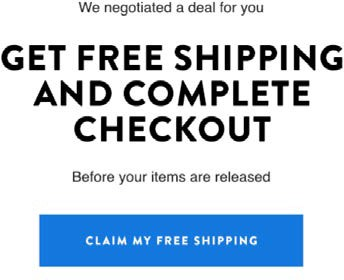 We negotiated a deal for you
GET FREE SHIPPING
AND COMPLETE
CHECKOUT
Before your items are released
CLAIM MY FREE SHIPPING